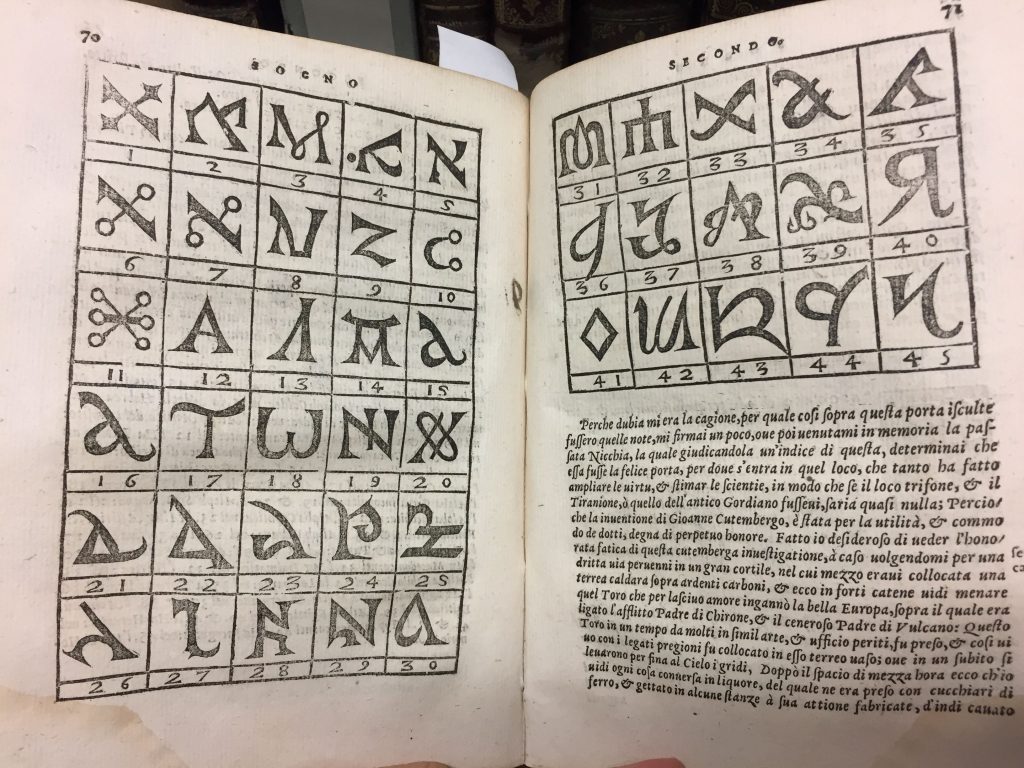 70
SOGNO
1 2 3 4 5
6 7 8 9 10
11 12 13 14 15
16 17 18 19 20
21 22 23 24 25
26 27 28 29 30
SECONDO.
71
31 32 33 34 35
36 37 38 39 40
41 42 43 44 45
Perche dubia mi era la cagione, per quale cosi sopra questa porta isculte
fussero quelle note, mi firmai un poco, oue poi uenutami in memoria la pas-
sata Nicchia, la quale giudicandola un'indice di questa, determinai che
essa fusse la felice porta, per doue s'entra in quel loco, che tanto ha fatto
ampliare le uirtu, & stimar le scientie, in modo che se il loco trifone, & il
Tiranione, ò quello dell'antico Gordiano fusseui, saria quasi nulla; Percio/
che la inuentione di Gioanne Cutembergo, è stata per la utilità, & commo
do de dotti, degna di perpetuo honore. Fatto io desideroso di ueder l'hono/
rata fatica di questa cutemberga inuestigatione, à caso uolgendomi per una
dritta uia peruenni in un gran cortile, nel cui mezzo eraui collocata una
terrea caldara sopra ardenti carboni, & ecco in forti catene uidi menare
quel Toro che per lasciuo amore ingannò la bella Europa, sopra il quale era
ligato l'afflitto Padre di Chirone, & il ceneroso Padre di Vulcano: Questo
Toro in un tempo da molti in simil arte, & ufficio periti, fu preso, & cosi ui
uo con i legati pregioni fu collocato in esso terreo uaso; oue in un subito si
leuarono per fina al Cielo i gridi, Doppò il spacio di mezza hora ecco ch'io
uidi ogni cosa conuersa in liquore, del quale ne era preso con cucchiari di
ferro, & gettato in alcune stanze à sua attione fabricate, d'indi cauato